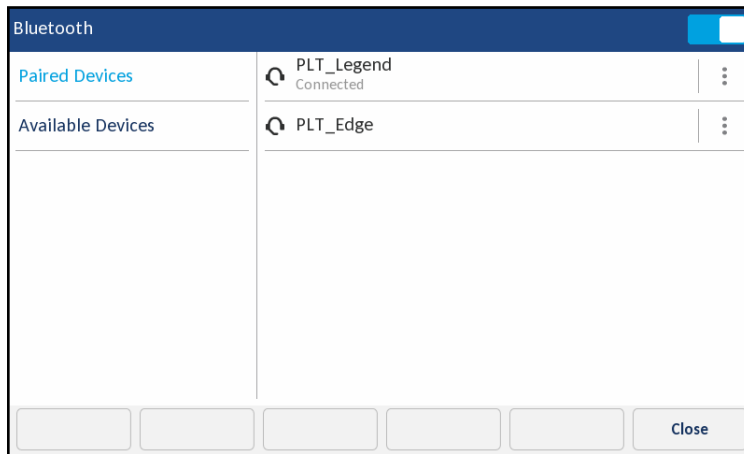 Bluetooth
Paired Devices
PLT_Legend
Connected
Available Devices
PLT_Edge
Close